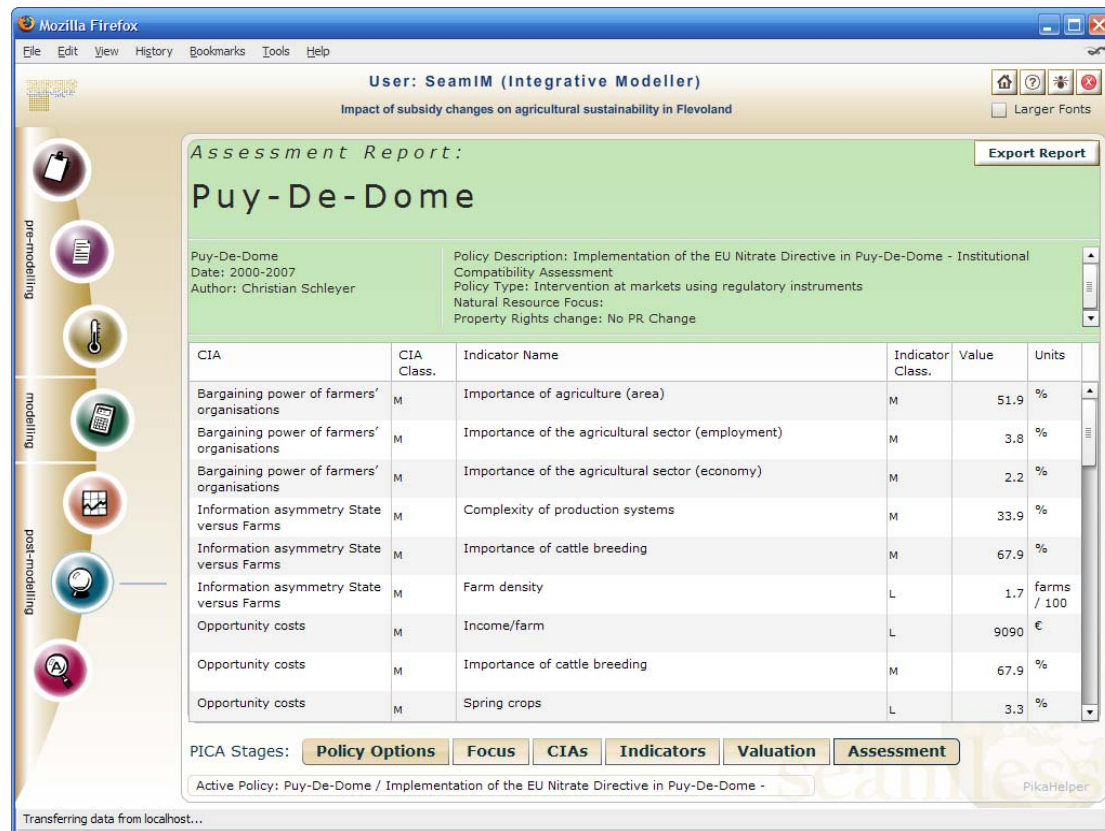 Mozilla Firefox
File Edit View History Bookmarks Tools Help
User: SeamIM (Integrative Modeller)
Impact of subsidy changes on agricultural sustainability in Flevoland
Larger Fonts
pre-modelling
modelling
post-modelling
Assessment Report:
Export Report
Puy-De-Dome
Puy-De-Dome
Date: 2000-2007
Author: Christian Schleyer
Policy Description: Implementation of the EU Nitrate Directive in Puy-De-Dome - Institutional
Compatibility Assessment
Policy Type: Intervention at markets using regulatory instruments
Natural Resource Focus:
Property Rights change: No PR Change
CIA CIA Class. Indicator Name Indicator Class. Value Units
Bargaining power of farmers' organisations M Importance of agriculture (area) M 51.9 %
Bargaining power of farmers' organisations M Importance of the agricultural sector (employment) M 3.8 %
Bargaining power of farmers' organisations M Importance of the agricultural sector (economy) M 2.2 %
Information asymmetry State versus Farms M Complexity of production systems M 33.9 %
Information asymmetry State versus Farms M Importance of cattle breeding M 67.9 %
Information asymmetry State versus Farms M Farm density L 1.7 farms / 100
Opportunity costs M Income/farm L 9090 €
Opportunity costs M Importance of cattle breeding M 67.9 %
Opportunity costs M Spring crops L 3.3 %
PICA Stages: Policy Options Focus CIAs Indicators Valuation Assessment
Active Policy: Puy-De-Dome / Implementation of the EU Nitrate Directive in Puy-De-Dome -
seamless
PikaHelper
Transferring data from localhost...